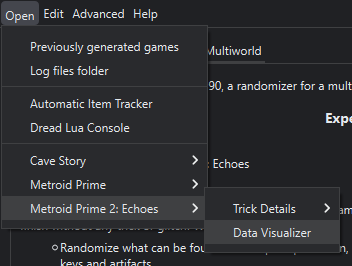 Open Edit Advanced Help
Previously generated games
Multiworld
Log files folder
90, a randomizer for a mult
Automatic Item Tracker
Expe
Dread Lua Console
Cave Story
: Echoes
Metroid Prime
Metroid Prime 2: Echoes
Trick Details
am
Data Visualizer
Randomize what can be fou
keys and artifacts